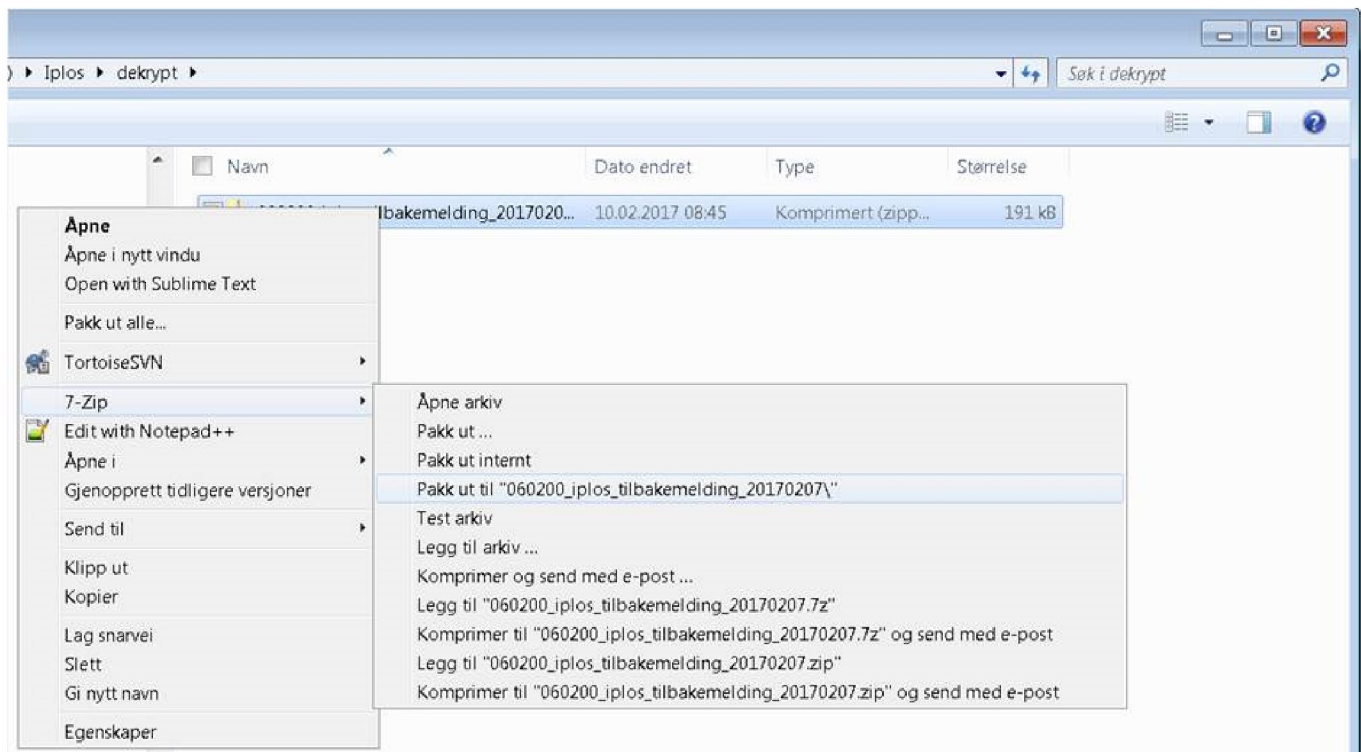 ) ▸ Iplos ▸ dekrypt ▸
Søk i dekrypt
Navn
Dato endret
Type
Størrelse
lbakemelding_2017020... 10.02.2017 08:45 Komprimert (zipp... 191 kB
Åpne
Åpne i nytt vindu
Open with Sublime Text
Pakk ut alle...
TortoiseSVN
7-Zip
Edit with Notepad++
Åpne i
Gjenopprett tidligere versjoner
Send til
Klipp ut
Kopier
Lag snarvei
Slett
Gi nytt navn
Egenskaper
Åpne arkiv
Pakk ut ...
Pakk ut internt
Pakk ut til "060200_iplos_tilbakemelding_20170207\"
Test arkiv
Legg til arkiv ...
Komprimer og send med e-post ...
Legg til "060200_iplos_tilbakemelding_20170207.7z"
Komprimer til "060200_iplos_tilbakemelding_20170207.7z" og send med e-post
Legg til "060200_iplos_tilbakemelding_20170207.zip"
Komprimer til "060200_iplos_tilbakemelding_20170207.zip" og send med e-post